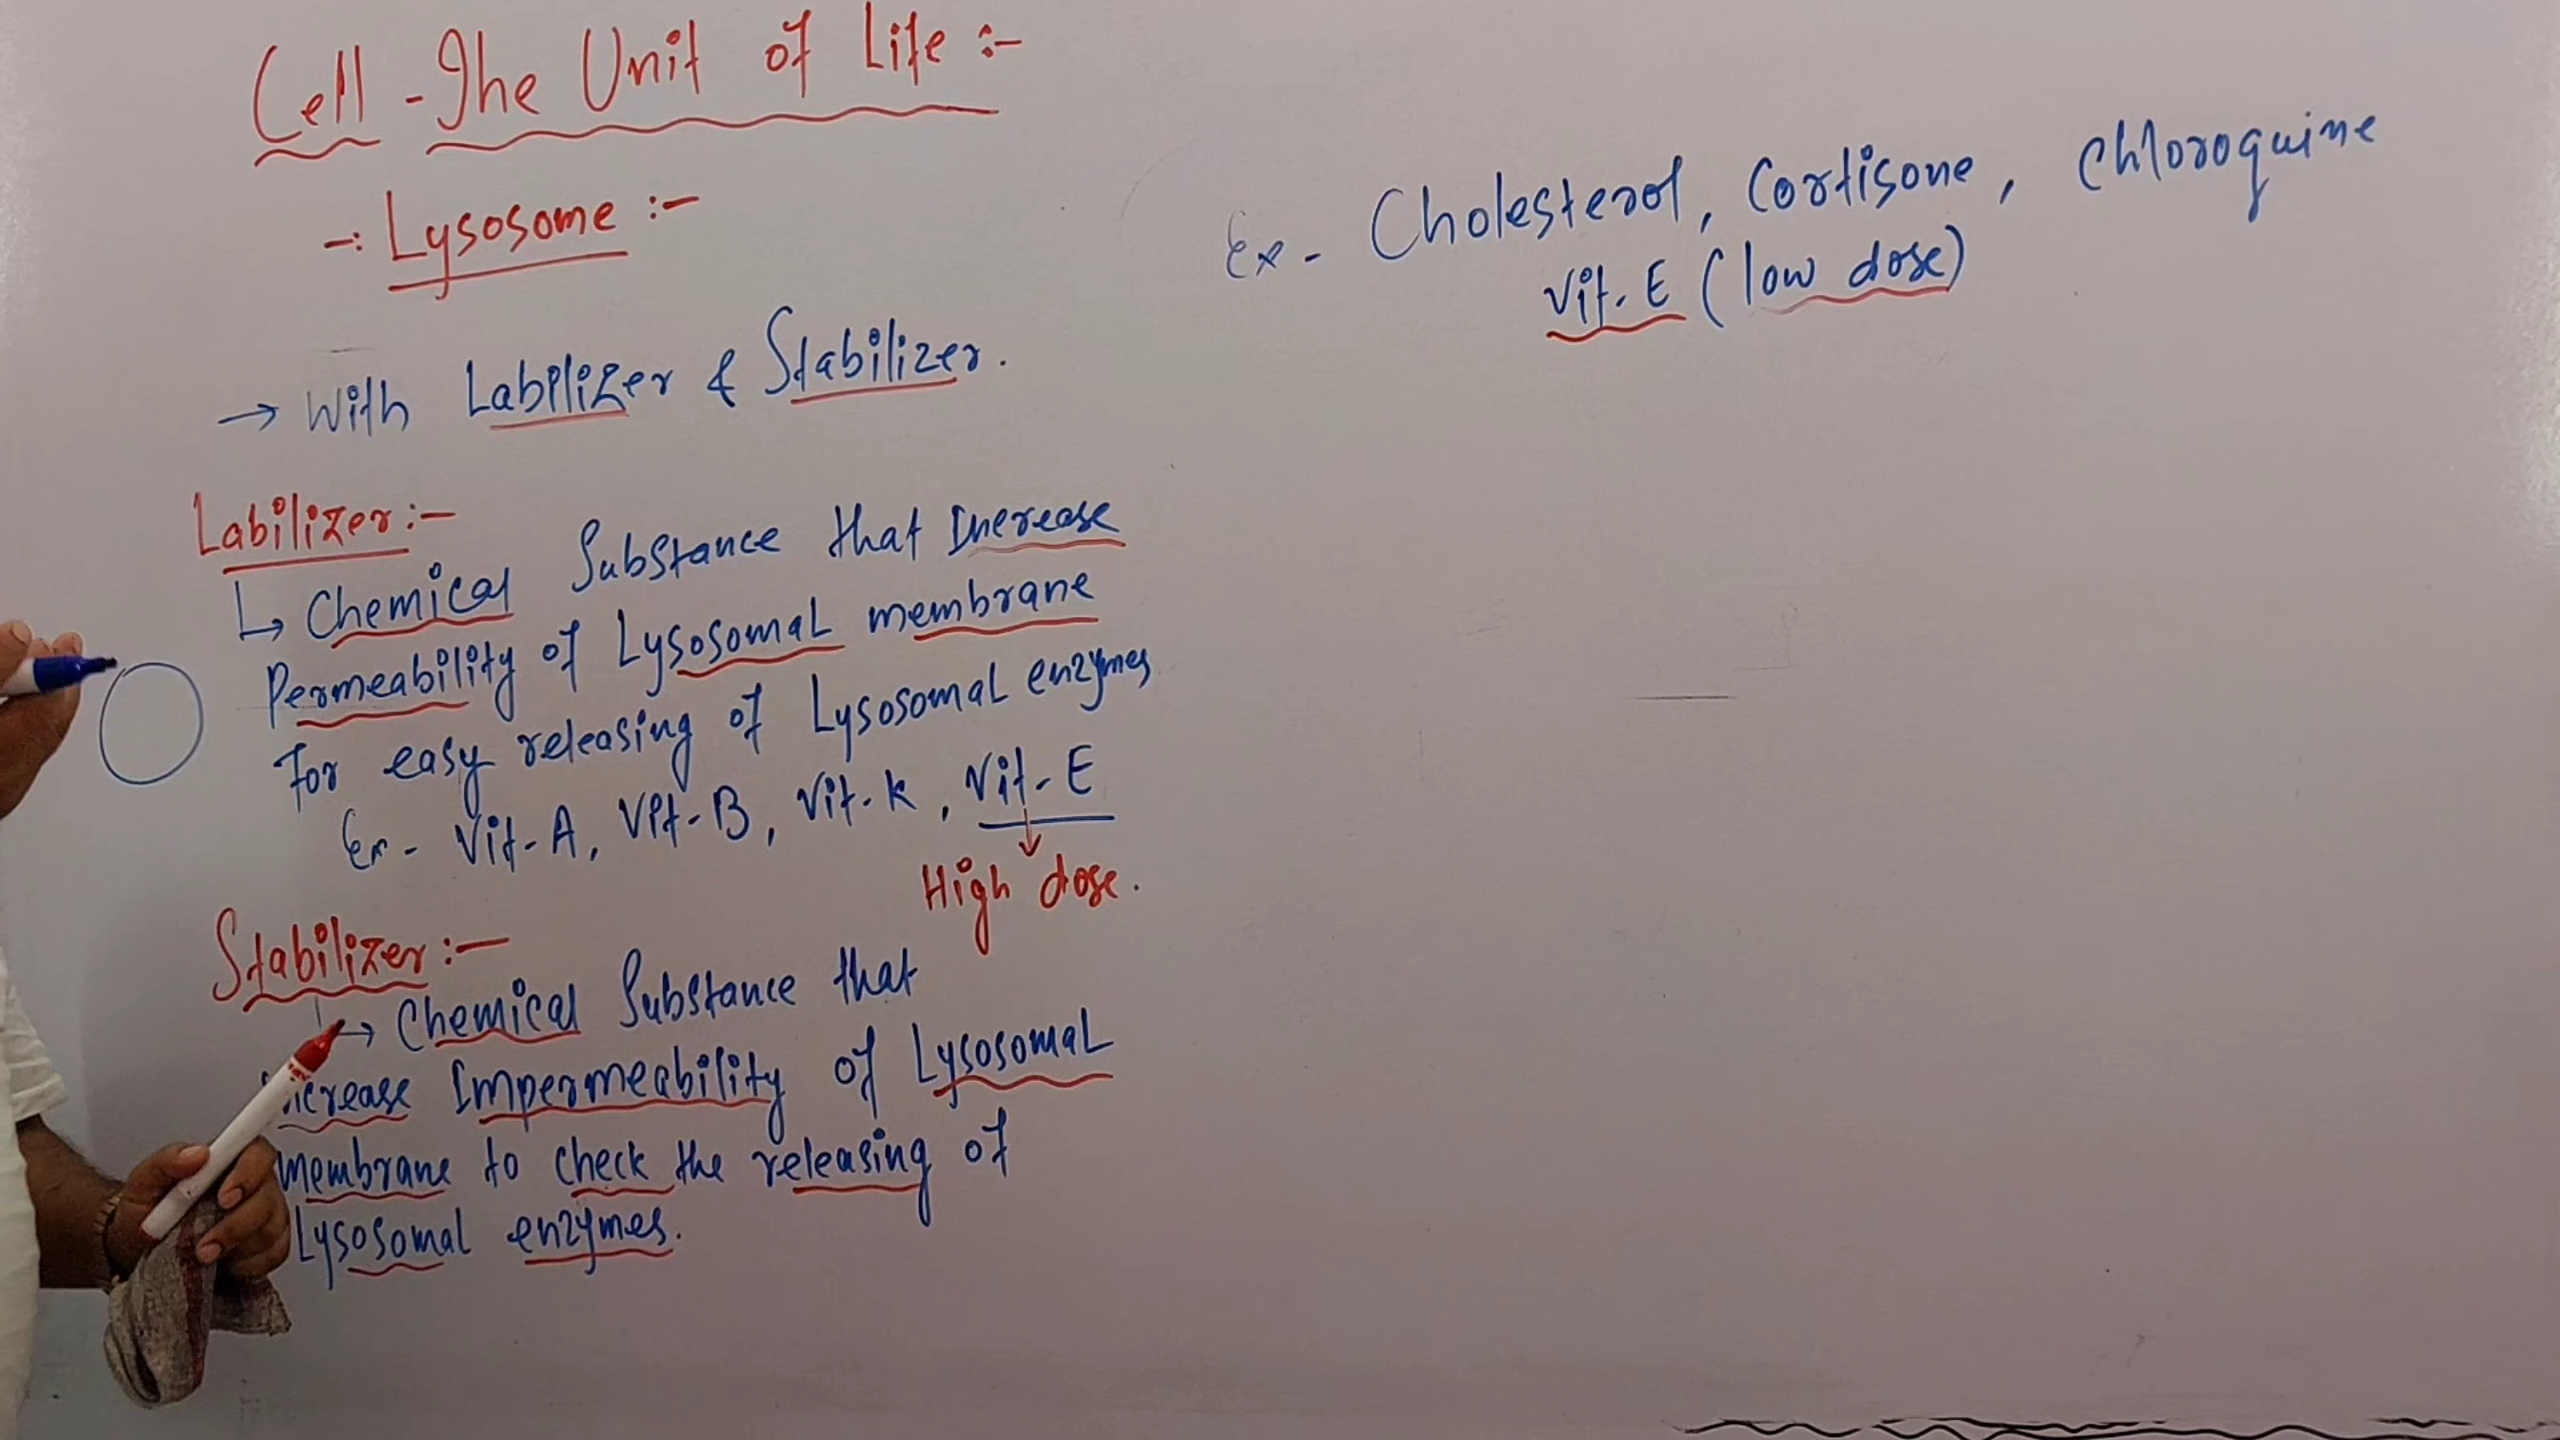 Cell - The Unit of Life :-
-: Lysosome :-
→ With Labilizer & Stabilizer.
Labilizer :-
↳ Chemical Substance that Increase
Permeability of Lysosomal membrane
for easy releasing of Lysosomal enzymes
Ex- Vit-A, Vit-B, Vit-K, Vit-E
↓
High dose.
Stabilizer :-
→ Chemical Substance that
crease Impermeability of Lysosomal
membrane to check the releasing of
Lysosomal enzymes.
Ex- Cholesterol, Cortisone, Chloroquine
Vit-E (low dose)